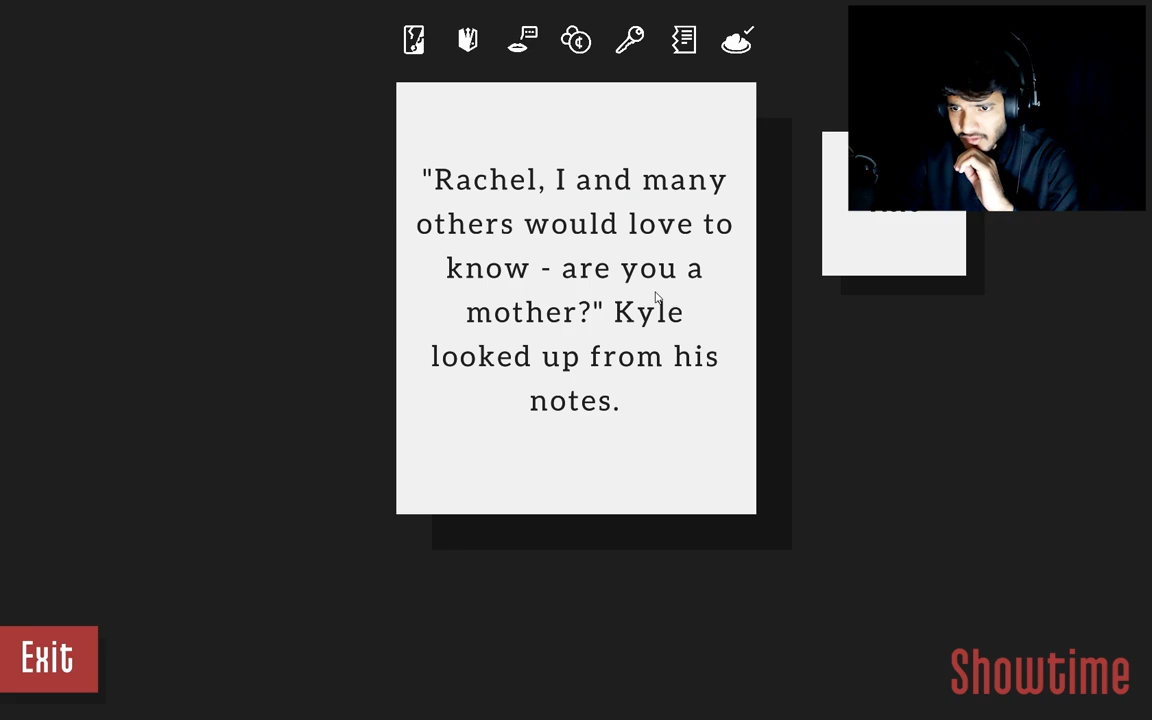 "Rachel, I and many
others would love to
know - are you a
mother?" Kyle
looked up from his
notes.
Exit
Showtime